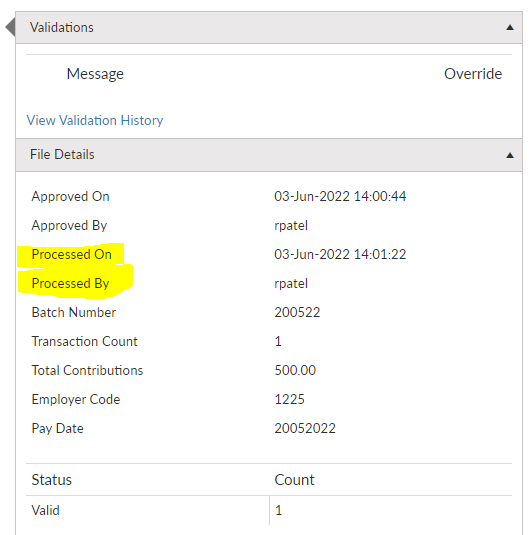 Validations
Message Override
View Validation History
File Details
Approved On 03-Jun-2022 14:00:44
Approved By rpatel
Processed On 03-Jun-2022 14:01:22
Processed By rpatel
Batch Number 200522
Transaction Count 1
Total Contributions 500.00
Employer Code 1225
Pay Date 20052022
Status Count
Valid 1